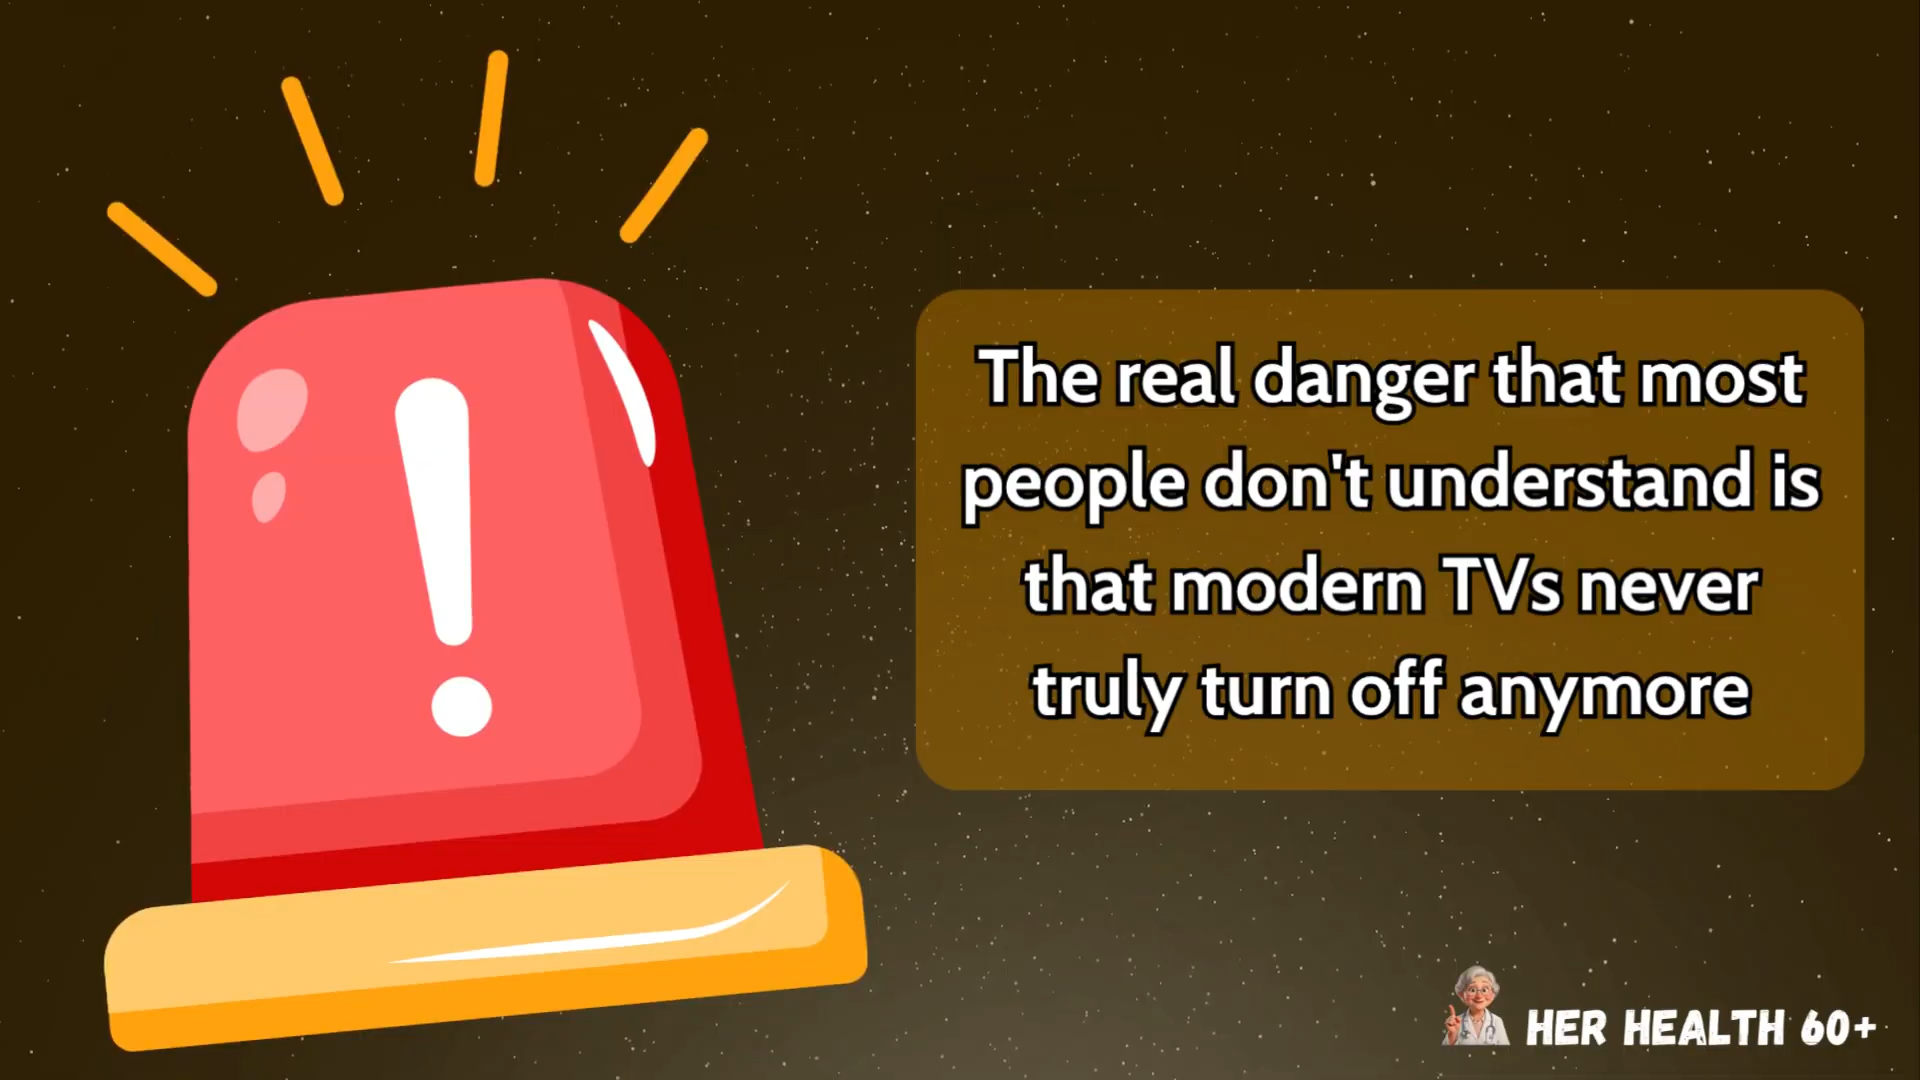 The real danger that most
people don't understand is
that modern TVs never
truly turn off anymore
HER HEALTH 60+